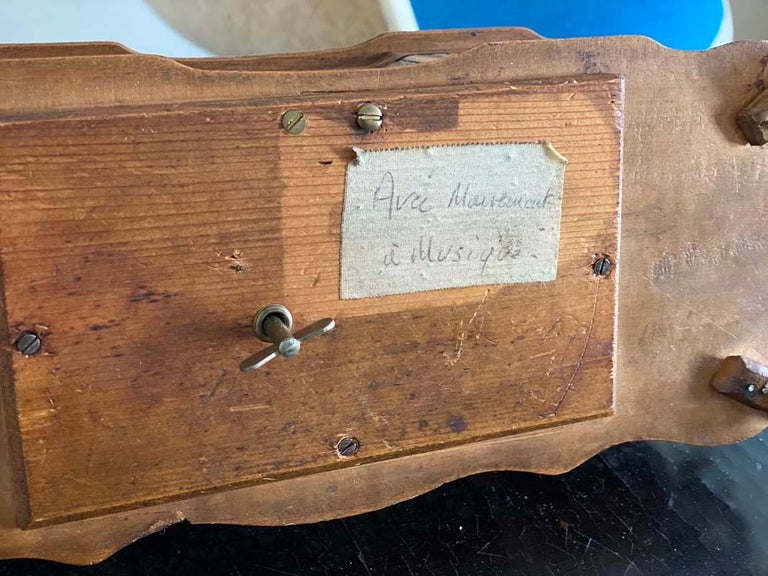 Avec Mouvement
à Musique.